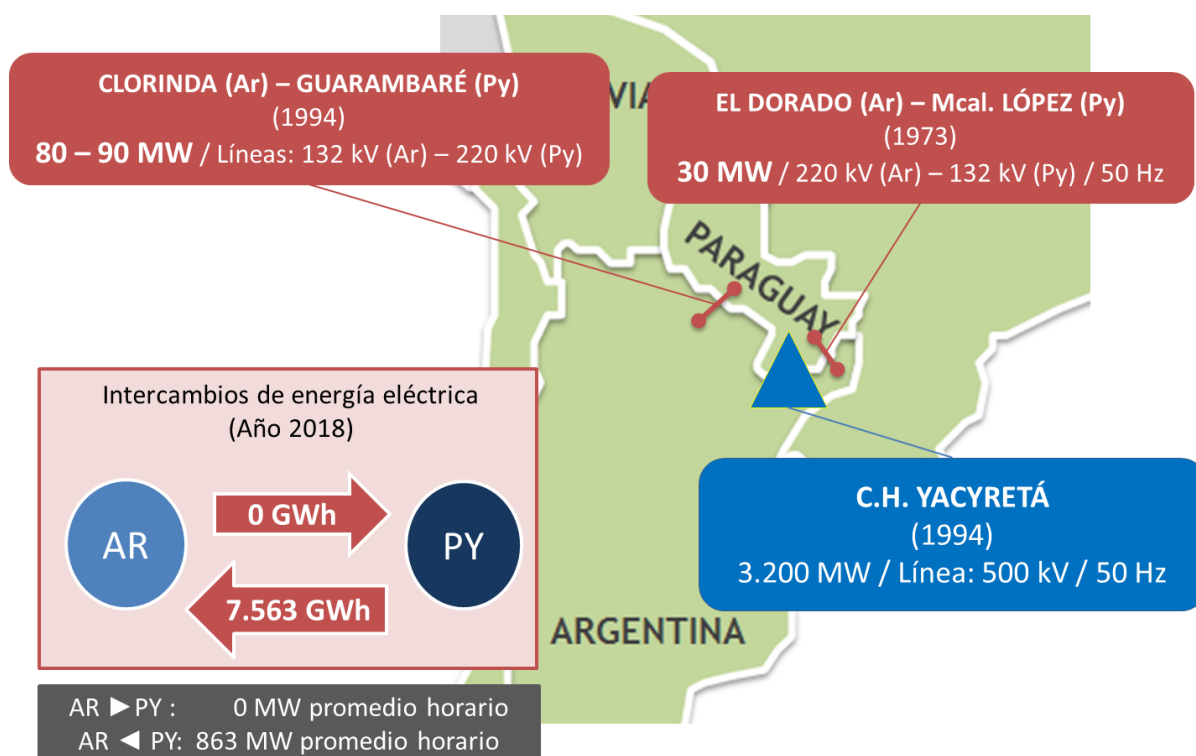 CLORINDA (Ar) – GUARAMBARÉ (Py)
(1994)
80 – 90 MW / Líneas: 132 kV (Ar) – 220 kV (Py)
EL DORADO (Ar) – Mcal. LÓPEZ (Py)
(1973)
30 MW / 220 kV (Ar) – 132 kV (Py) / 50 Hz
VIA
PARAGUAY
Intercambios de energía eléctrica
(Año 2018)
AR
0 GWh
PY
7.563 GWh
C.H. YACYRETÁ
(1994)
3.200 MW / Línea: 500 kV / 50 Hz
ARGENTINA
AR ► PY : 0 MW promedio horario
AR ◄ PY: 863 MW promedio horario